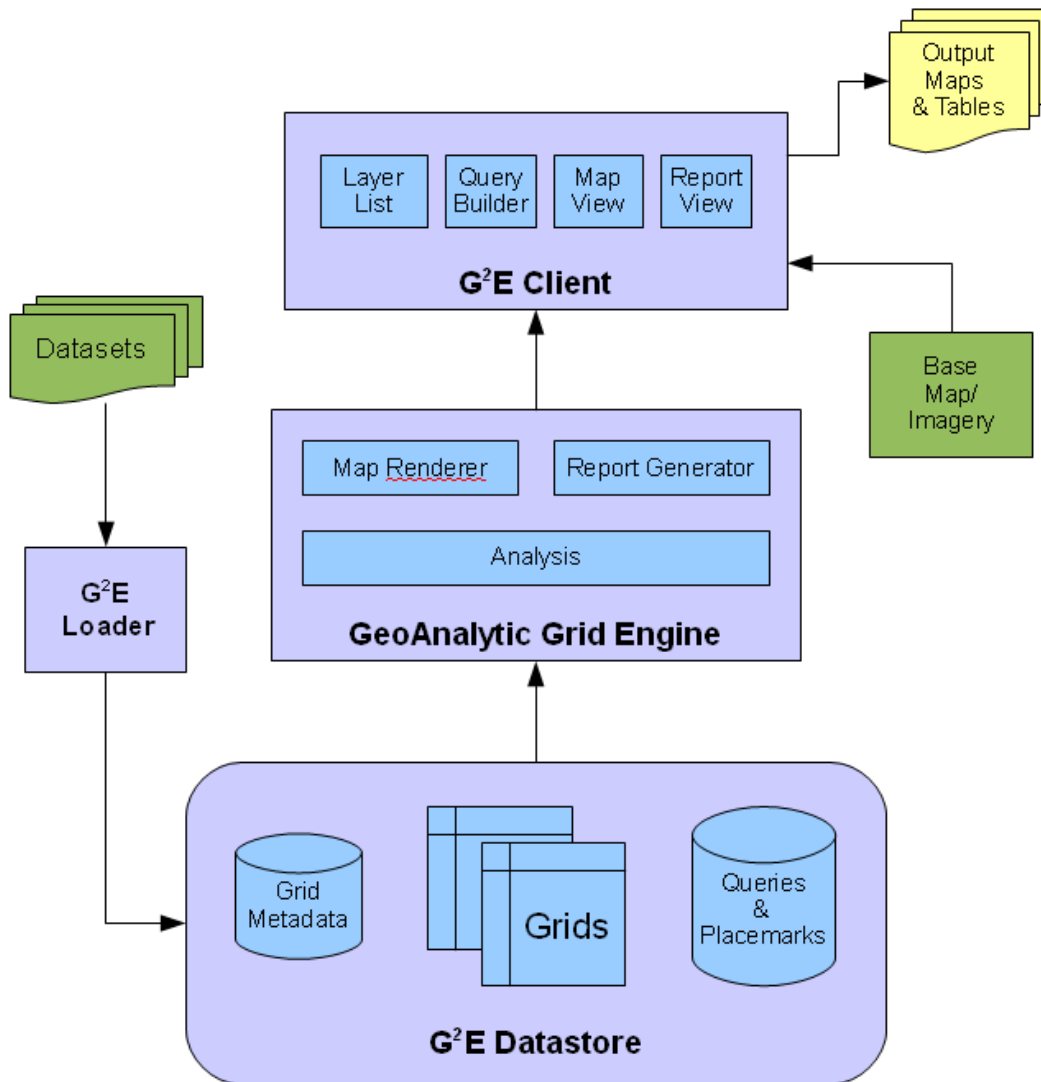 Output
Maps
& Tables
Layer
List
Query
Builder
Map
View
Report
View
G²E Client
Datasets
Base
Map/
Imagery
Map Renderer
Report Generator
Analysis
GeoAnalytic Grid Engine
G²E
Loader
Grid
Metadata
Grids
Queries
&
Placemarks
G²E Datastore